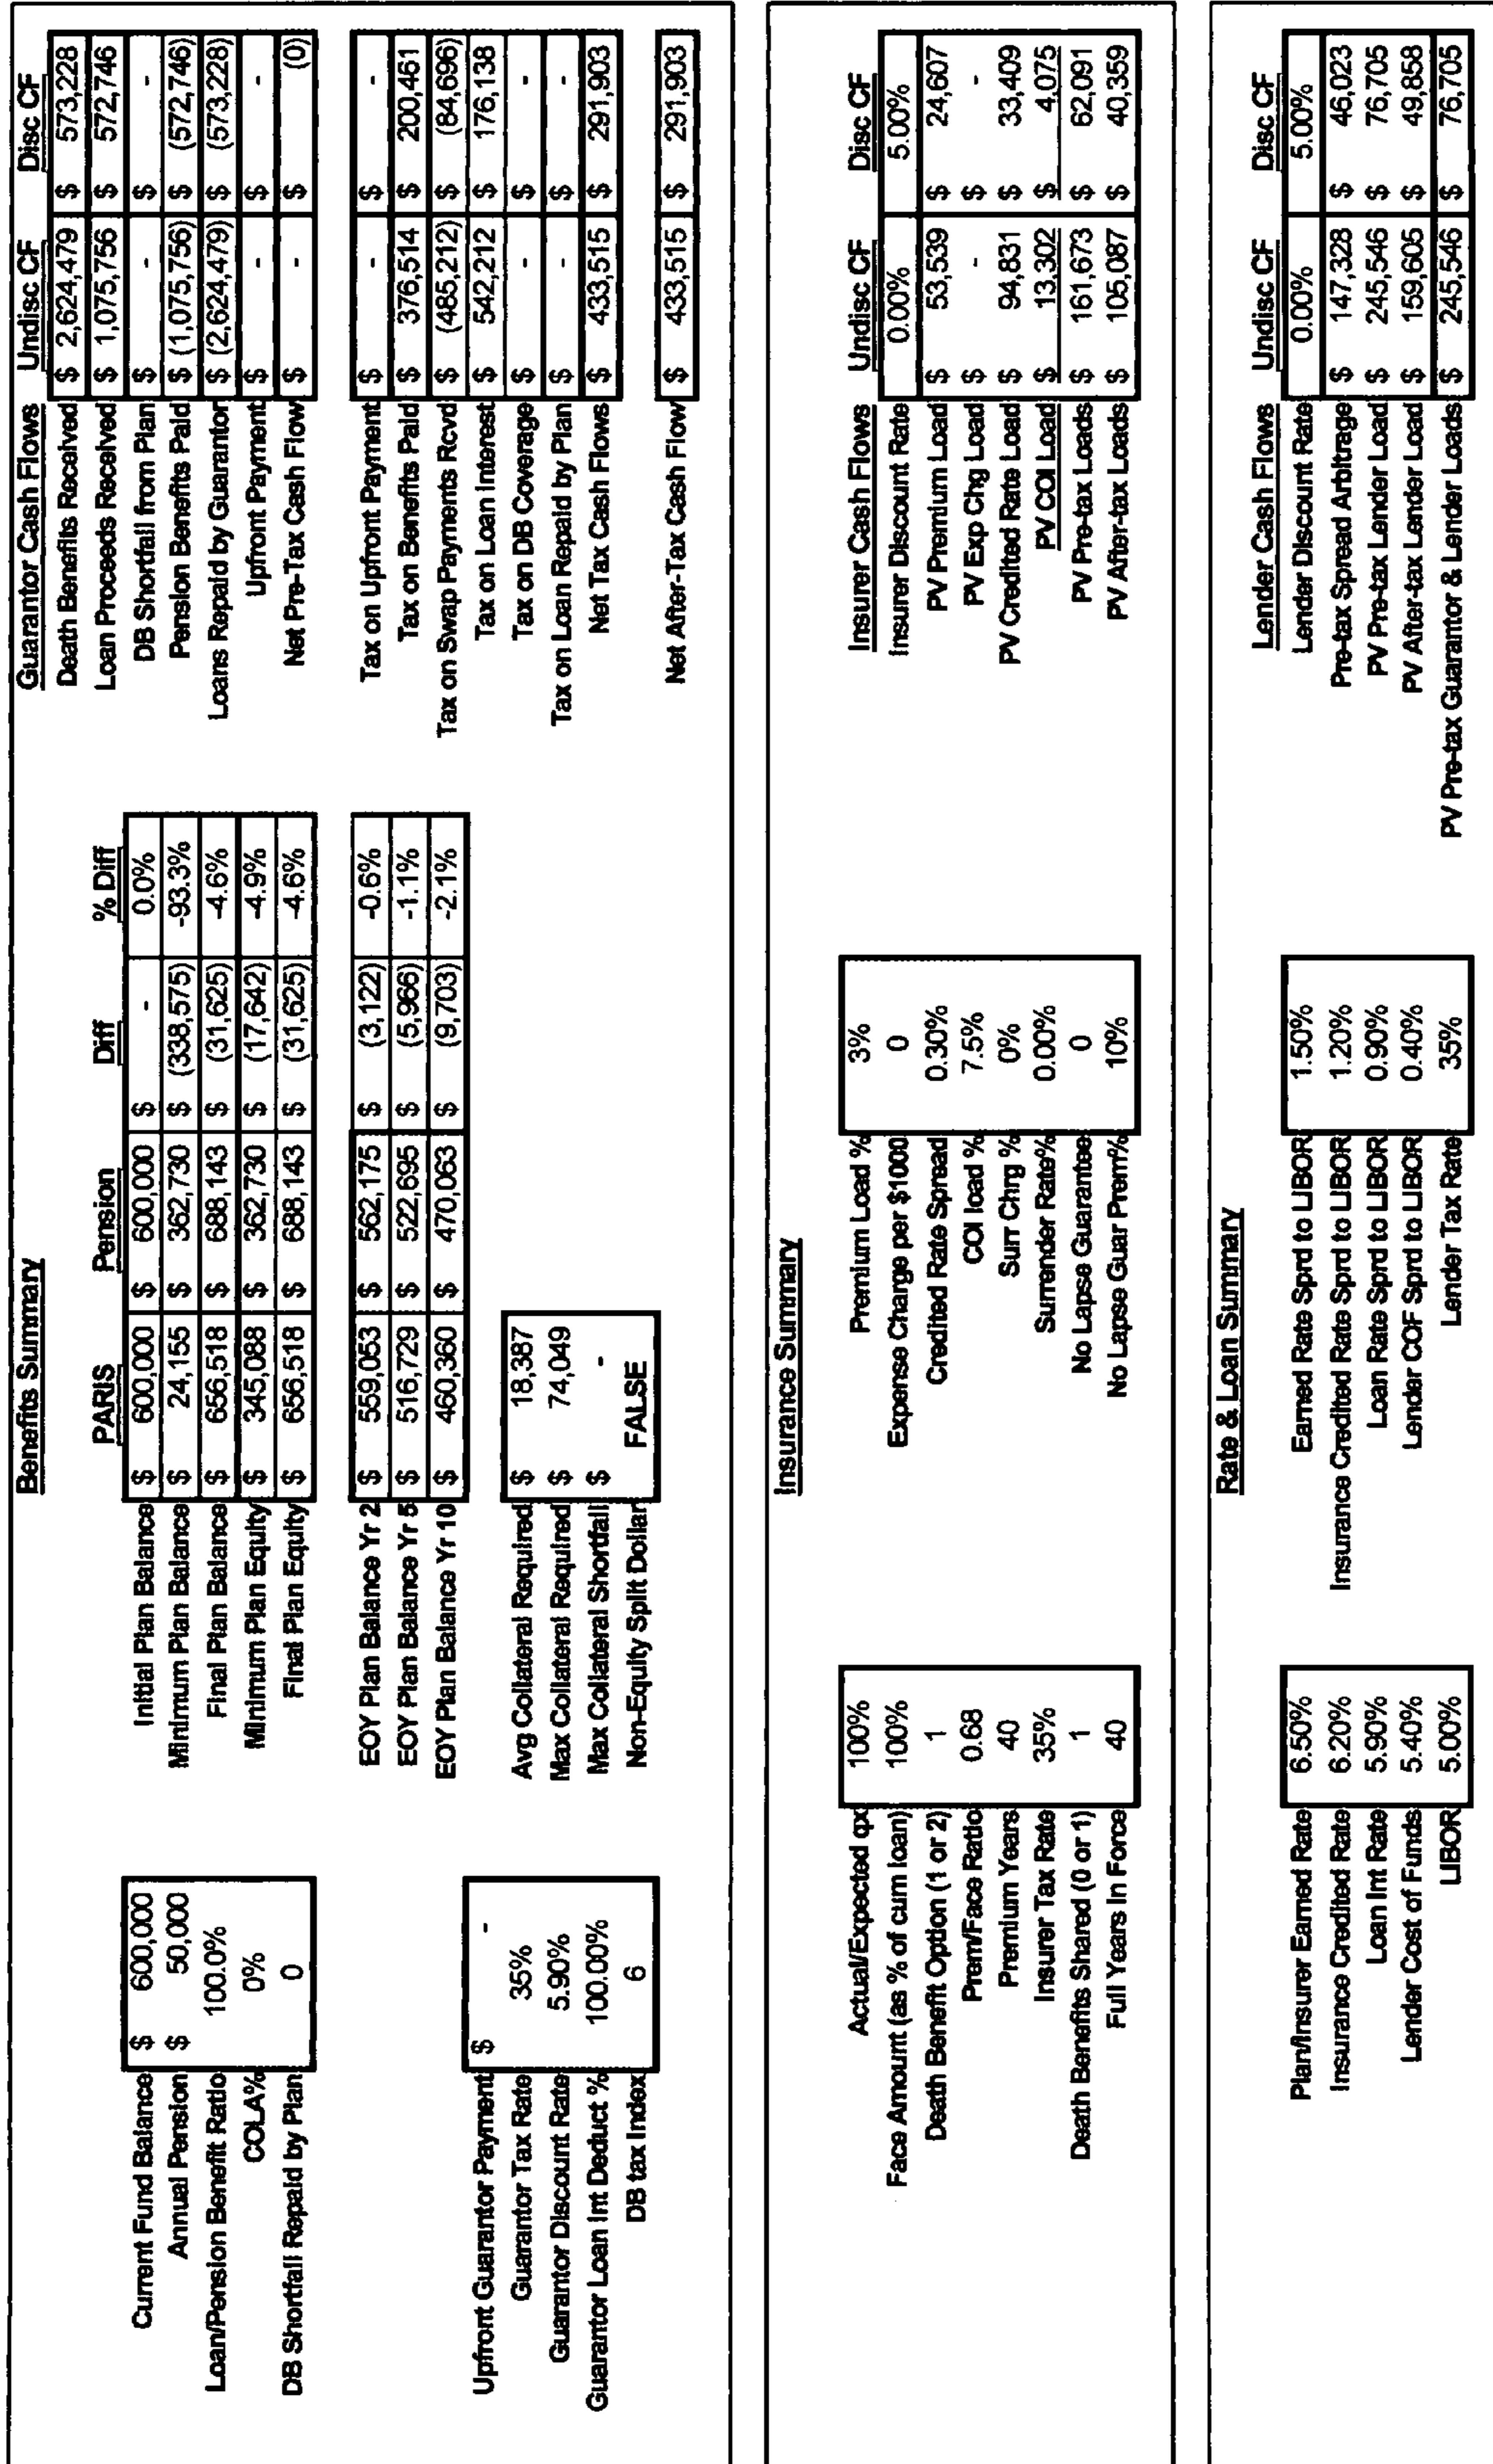 Benefits Summary
Guarantor Cash Flows Undisc CF Disc CF
PARIS Pension Diff % Diff
Current Fund Balance $ 600,000
Annual Pension $ 50,000
Loan/Pension Benefit Ratio 100.0%
COLA% 0%
DB Shortfall Repaid by Plan 0
Initial Plan Balance $ 600,000 $ 600,000 $ - 0.0%
Minimum Plan Balance $ 24,155 $ 362,730 $ (338,575) -93.3%
Final Plan Balance $ 656,518 $ 688,143 $ (31,625) -4.6%
Minimum Plan Equity $ 345,088 $ 362,730 $ (17,642) -4.9%
Final Plan Equity $ 656,518 $ 688,143 $ (31,625) -4.6%
EOY Plan Balance Yr 2 $ 559,053 $ 562,175 $ (3,122) -0.6%
EOY Plan Balance Yr 5 $ 516,729 $ 522,695 $ (5,966) -1.1%
EOY Plan Balance Yr 10 $ 460,360 $ 470,063 $ (9,703) -2.1%
Upfront Guarantor Payment $ -
Guarantor Tax Rate 35%
Guarantor Discount Rate 5.90%
Guarantor Loan Int Deduct % 100.00%
DB tax Index 6
Avg Collateral Required $ 18,387
Max Collateral Required $ 74,049
Max Collateral Shortfall $ -
Non-Equity Split Dollar FALSE
Death Benefits Received $ 2,624,479 $ 573,228
Loan Proceeds Received $ 1,075,756 $ 572,746
DB Shortfall from Plan $ - $ -
Pension Benefits Paid $ (1,075,756) $ (572,746)
Loans Repaid by Guarantor $ (2,624,479) $ (573,228)
Upfront Payment $ - $ -
Net Pre-Tax Cash Flow $ - $ (0)
Tax on Upfront Payment $ - $ -
Tax on Benefits Paid $ 376,514 $ 200,461
Tax on Swap Payments Rcvd $ (485,212) $ (84,696)
Tax on Loan Interest $ 542,212 $ 176,138
Tax on DB Coverage $ - $ -
Tax on Loan Repaid by Plan $ - $ -
Net Tax Cash Flows $ 433,515 $ 291,903
Net After-Tax Cash Flow $ 433,515 $ 291,903
Insurance Summary
Actual/Expected qx 100%
Face Amount (as % of cum loan) 100%
Death Benefit Option (1 or 2) 1
Prem/Face Ratio 0.68
Premium Years 40
Insurer Tax Rate 35%
Death Benefits Shared (0 or 1) 1
Full Years In Force 40
Premium Load % 3%
Expense Charge per $1000 0
Credited Rate Spread 0.30%
COI load % 7.5%
Surr Chrg % 0%
Surrender Rate% 0.00%
No Lapse Guarantee 0
No Lapse Guar Prem% 10%
Insurer Cash Flows Undisc CF Disc CF
Insurer Discount Rate 0.00% 5.00%
PV Premium Load $ 53,539 $ 24,607
PV Exp Chg Load $ - $ -
PV Credited Rate Load $ 94,831 $ 33,409
PV COI Load $ 13,302 $ 4,075
PV Pre-tax Loads $ 161,673 $ 62,091
PV After-tax Loads $ 105,087 $ 40,359
Rate & Loan Summary
Plan/Insurer Earned Rate 6.50%
Insurance Credited Rate 6.20%
Loan Int Rate 5.90%
Lender Cost of Funds 5.40%
LIBOR 5.00%
Earned Rate Sprd to LIBOR 1.50%
Insurance Credited Rate Sprd to LIBOR 1.20%
Loan Rate Sprd to LIBOR 0.90%
Lender COF Sprd to LIBOR 0.40%
Lender Tax Rate 35%
Lender Cash Flows Undisc CF Disc CF
Lender Discount Rate 0.00% 5.00%
Pre-tax Spread Arbitrage $ 147,328 $ 46,023
PV Pre-tax Lender Load $ 245,546 $ 76,705
PV After-tax Lender Load $ 159,605 $ 49,858
PV Pre-tax Guarantor & Lender Loads $ 245,546 $ 76,705